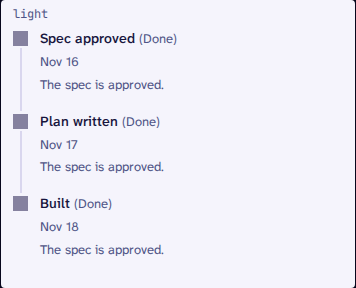 light
Spec approved (Done)
Nov 16
The spec is approved.
Plan written (Done)
Nov 17
The spec is approved.
Built (Done)
Nov 18
The spec is approved.